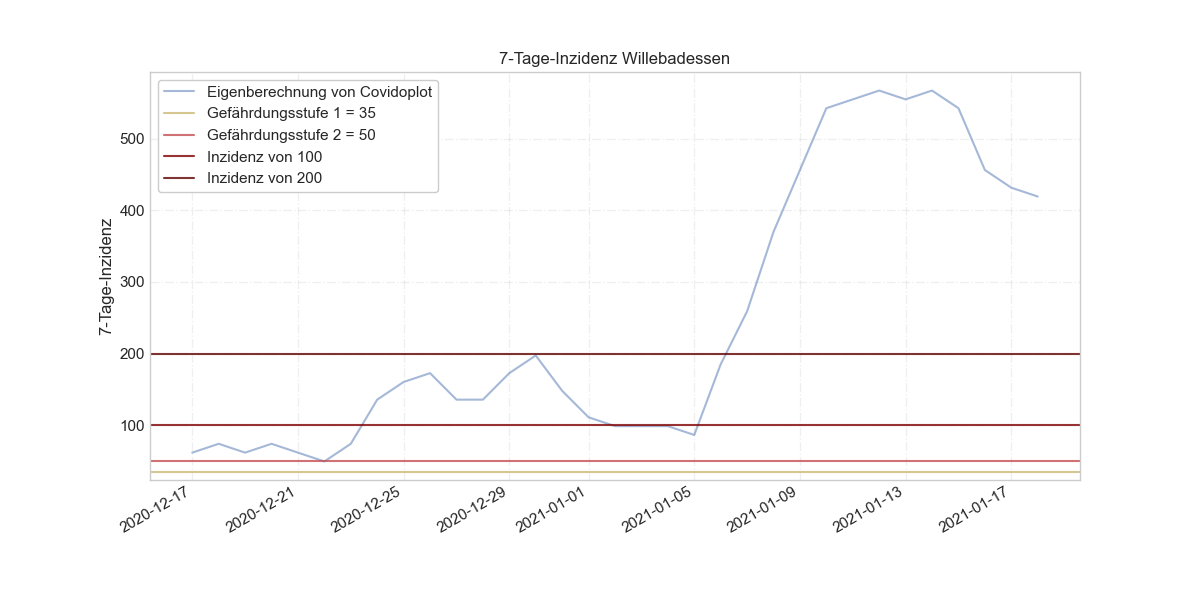 7-Tage-Inzidenz Willebadessen
Eigenberechnung von Covidoplot
Gefährdungsstufe 1 = 35
Gefährdungsstufe 2 = 50
Inzidenz von 100
Inzidenz von 200
7-Tage-Inzidenz
500
400
300
200
100
2020-12-17
2020-12-21
2020-12-25
2020-12-29
2021-01-01
2021-01-05
2021-01-09
2021-01-13
2021-01-17